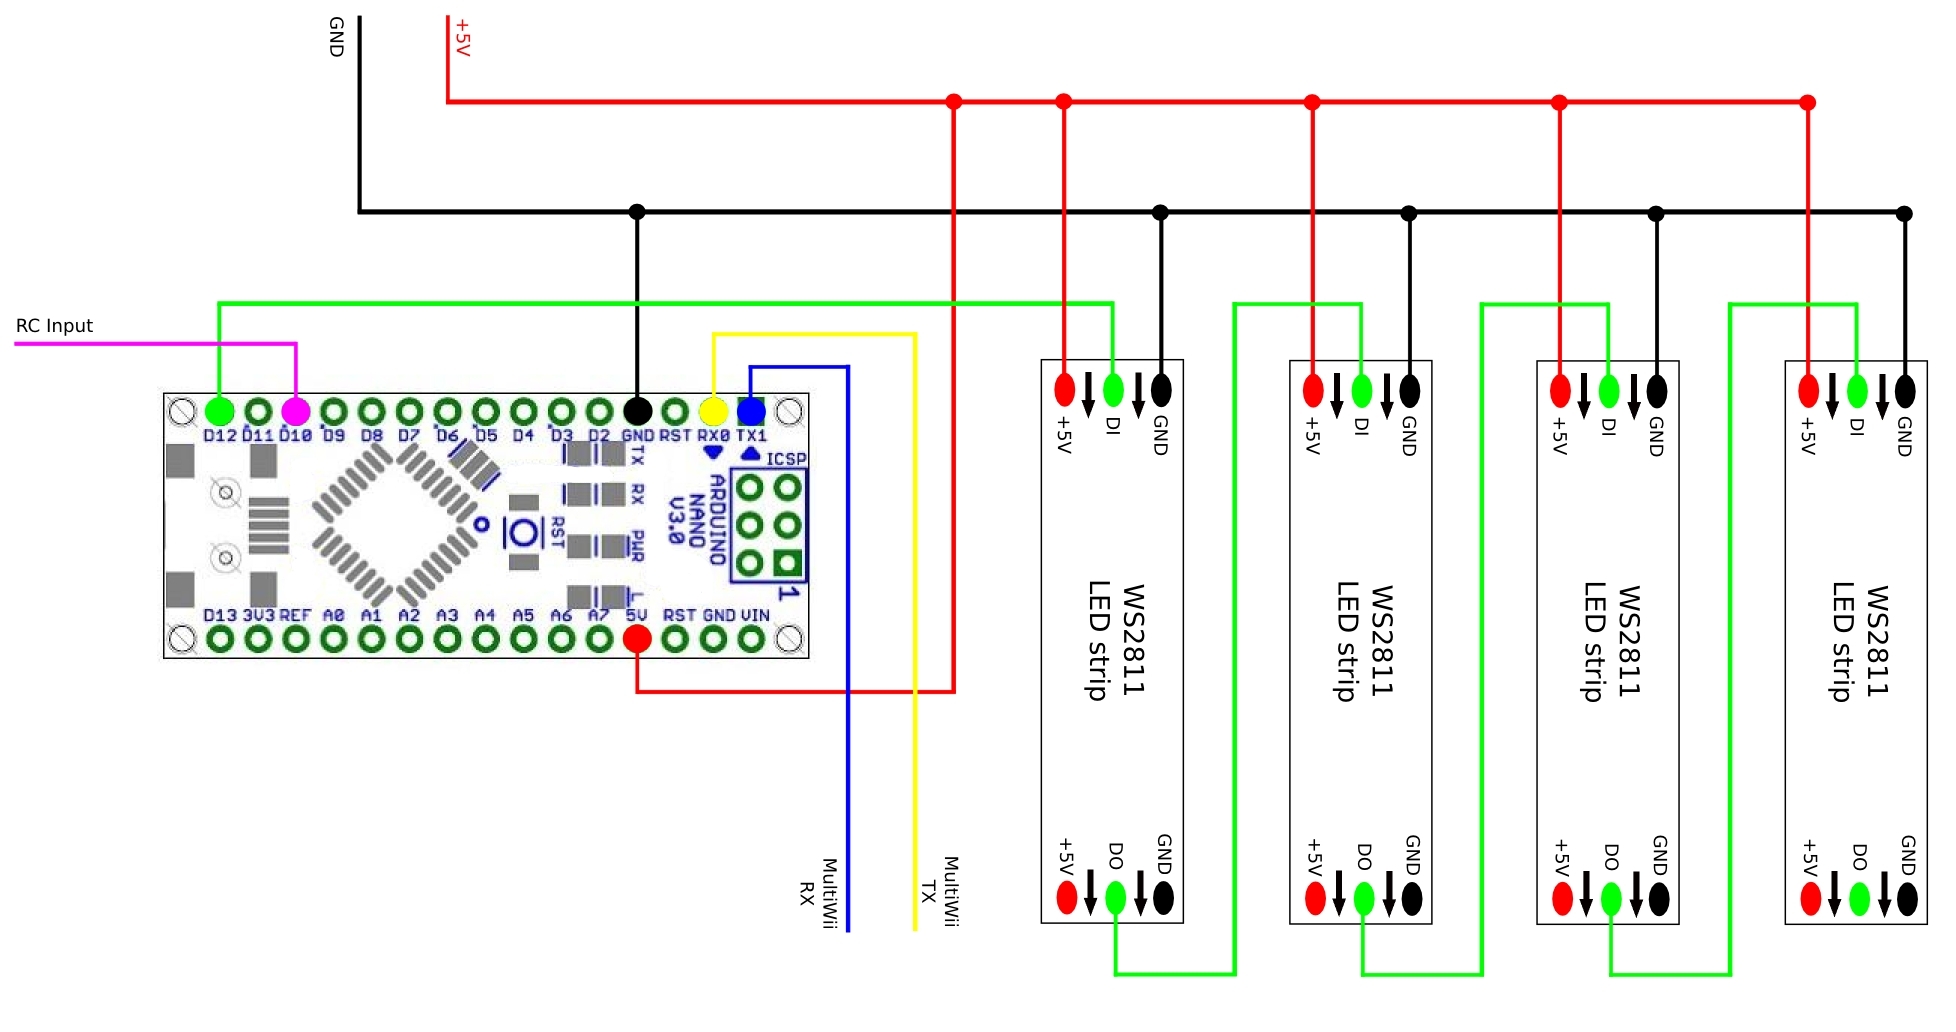 GND
+5V
RC Input
D12 D11 D10 D9 D8 D7 D6 D5 D4 D3 D2 GND RST RX0 TX1
ICSP
TX
RX
PWR
L
RST
ARDUINO
NANO
V3.0
1
D13 3V3 REF A0 A1 A2 A3 A4 A5 A6 A7 5V RST GND VIN
MultiWii
RX
MultiWii
TX
+5V DI GND
WS2811
LED strip
+5V DO GND
+5V DI GND
WS2811
LED strip
+5V DO GND
+5V DI GND
WS2811
LED strip
+5V DO GND
+5V DI GND
WS2811
LED strip
+5V DO GND